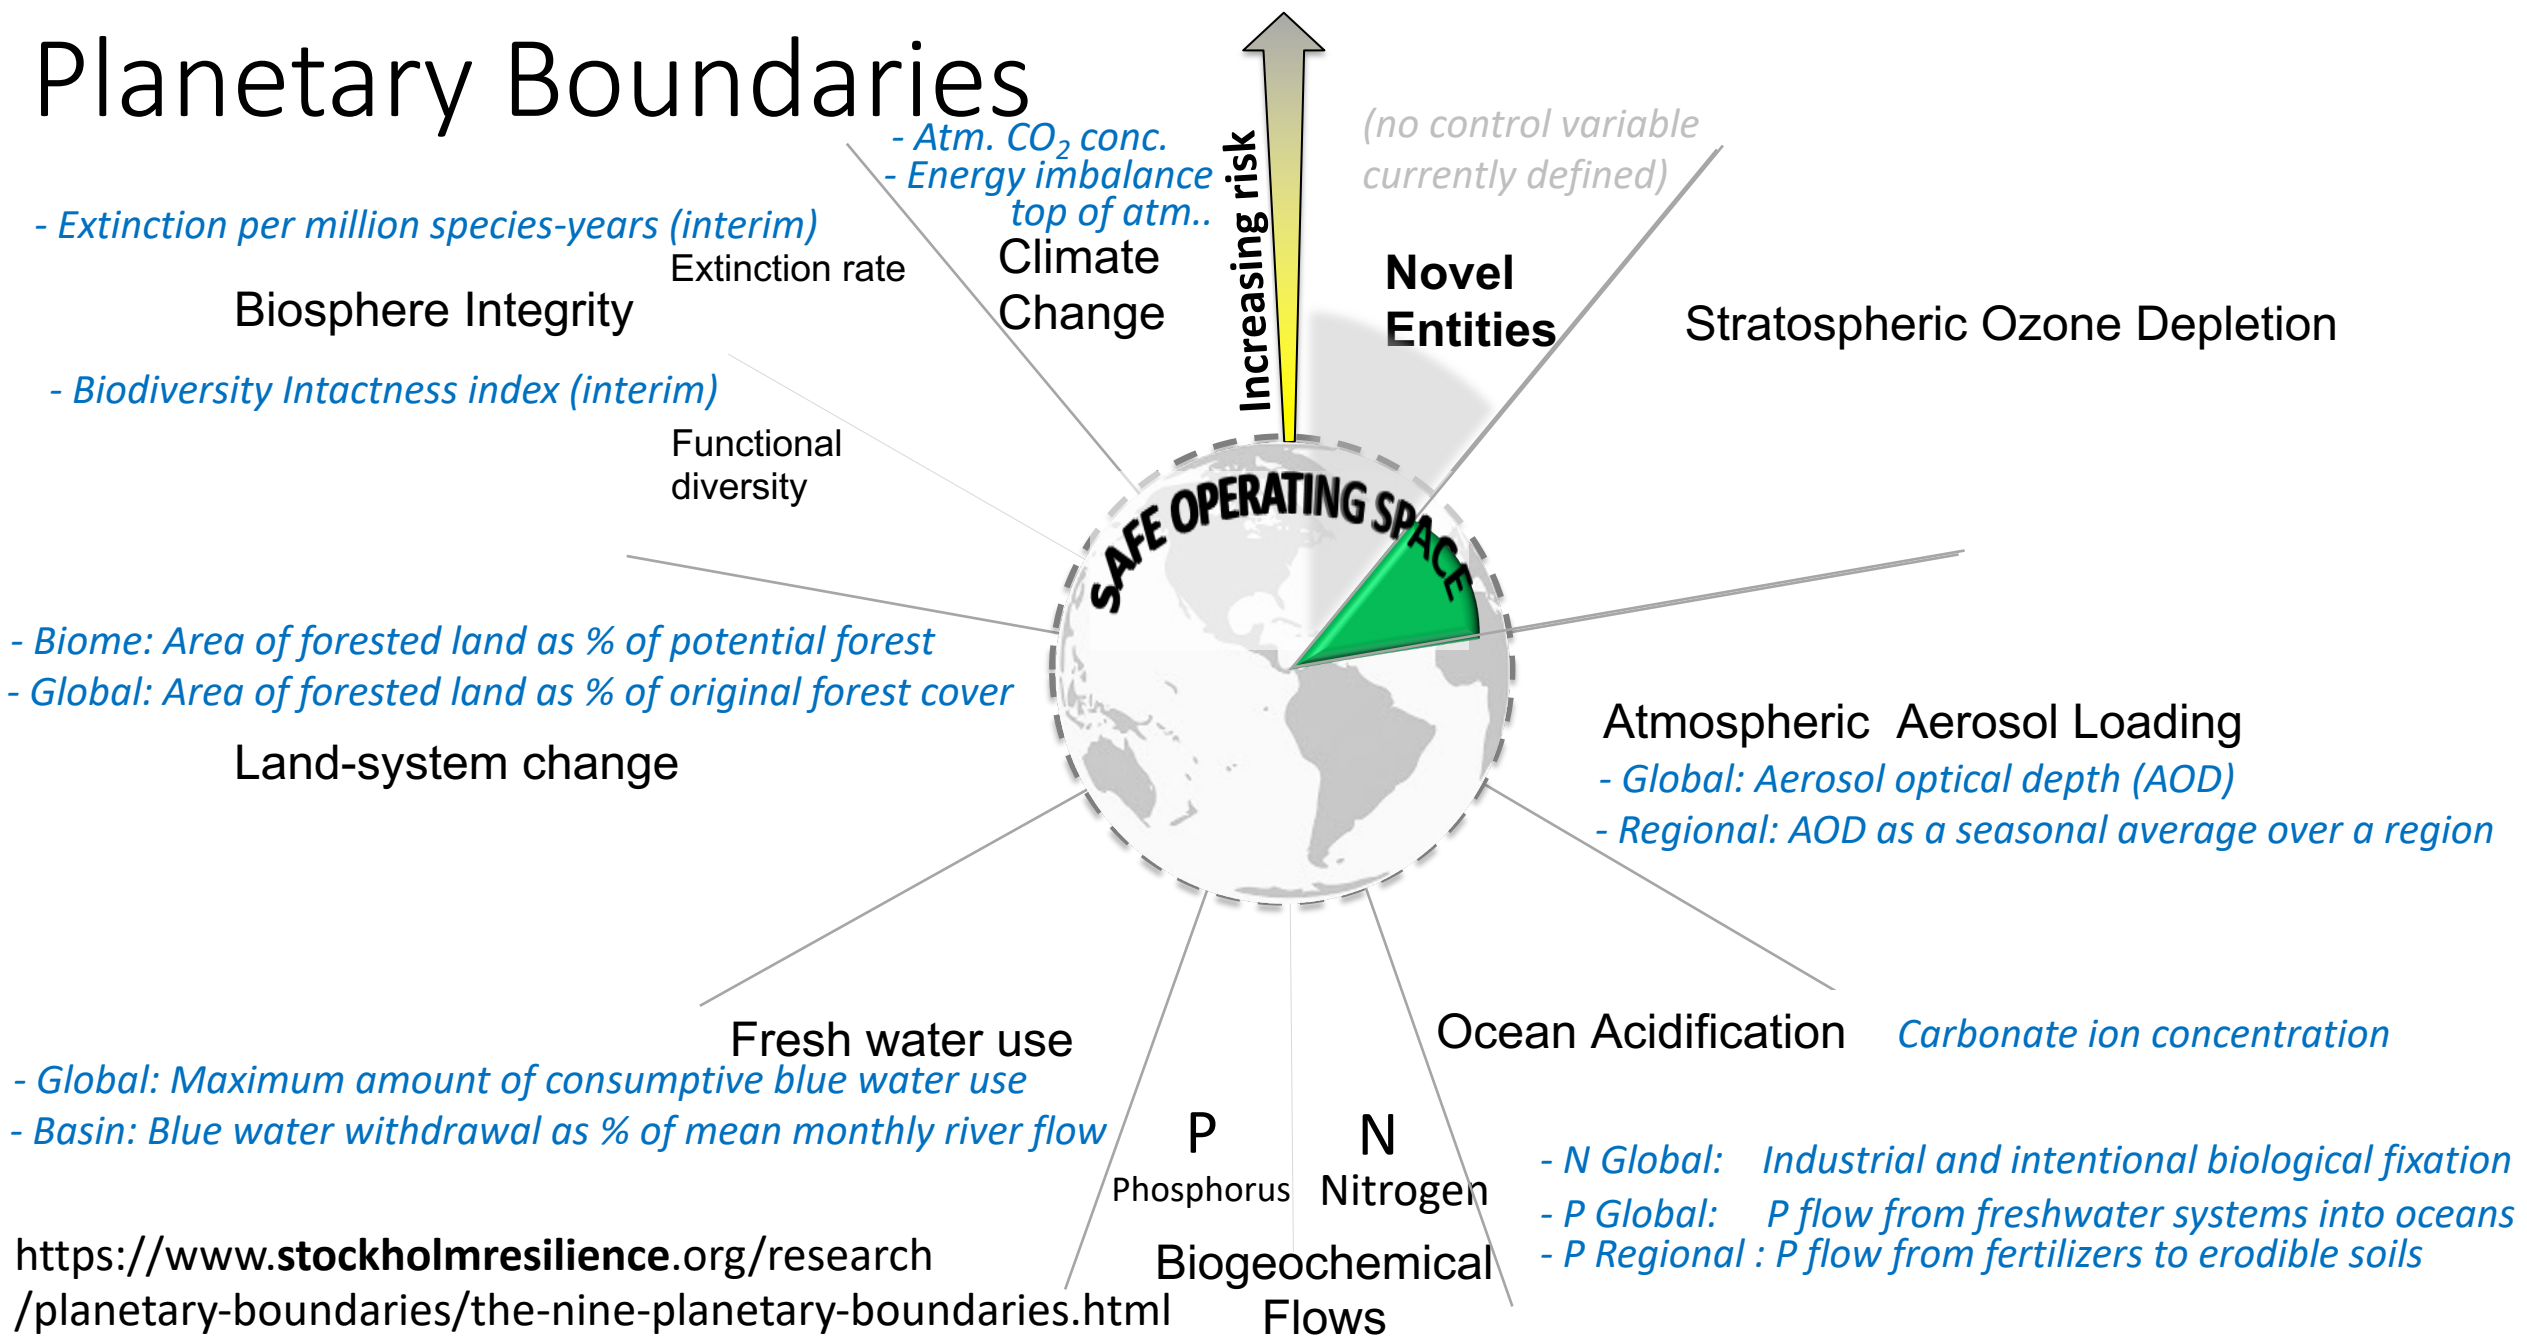 Planetary Boundaries
- Atm. CO2 conc.
- Energy imbalance
top of atm..
Climate
Change
Increasing risk
(no control variable
currently defined)
Novel
Entities
Stratospheric Ozone Depletion
- Extinction per million species-years (interim)
Extinction rate
Biosphere Integrity
- Biodiversity Intactness index (interim)
Functional
diversity
SAFE OPERATING SPACE
- Biome: Area of forested land as % of potential forest
- Global: Area of forested land as % of original forest cover
Land-system change
Atmospheric Aerosol Loading
- Global: Aerosol optical depth (AOD)
- Regional: AOD as a seasonal average over a region
Fresh water use
- Global: Maximum amount of consumptive blue water use
- Basin: Blue water withdrawal as % of mean monthly river flow
Ocean Acidification
Carbonate ion concentration
P
Phosphorus
N
Nitrogen
Biogeochemical
Flows
- N Global: Industrial and intentional biological fixation
- P Global: P flow from freshwater systems into oceans
- P Regional : P flow from fertilizers to erodible soils
https://www.stockholmresilience.org/research
/planetary-boundaries/the-nine-planetary-boundaries.html